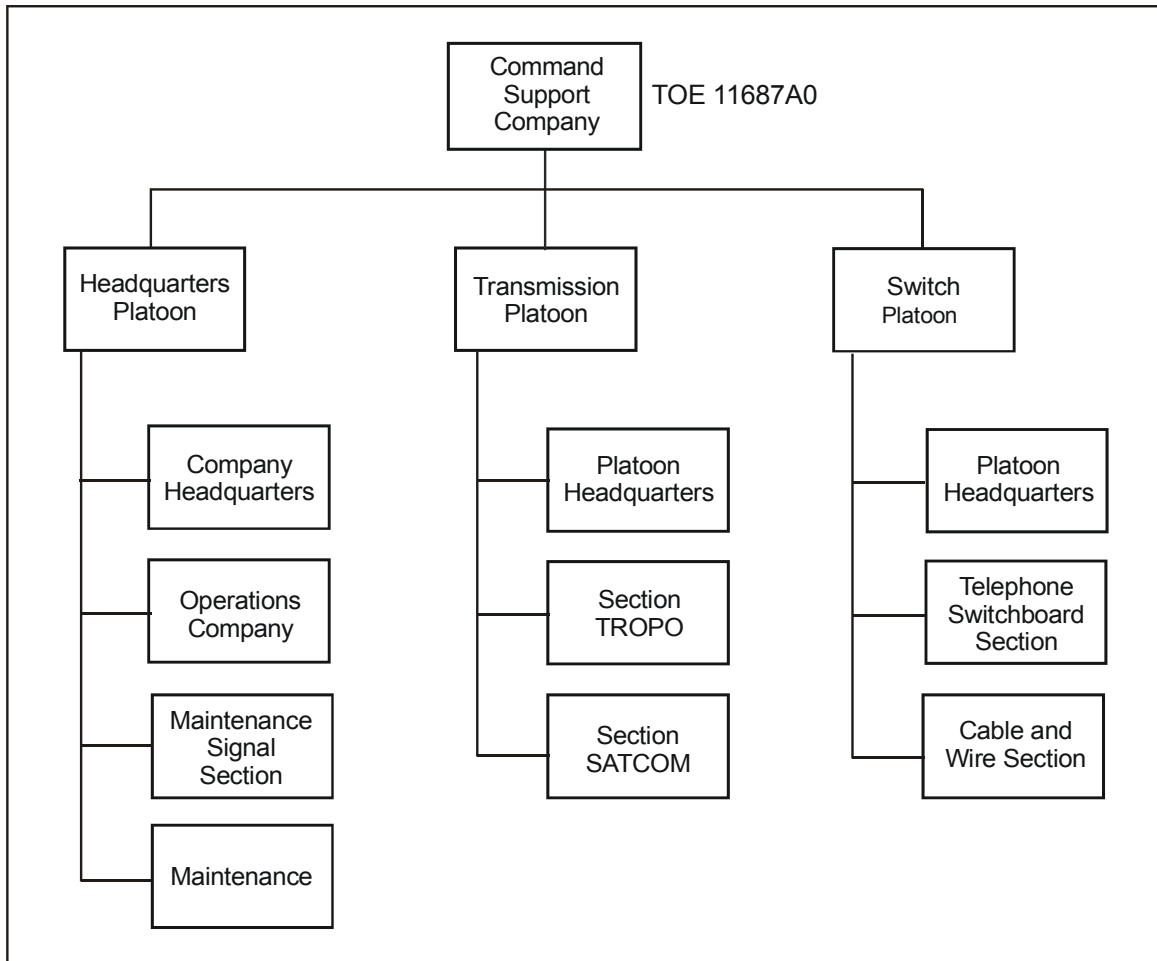 Command
Support
Company
TOE 11687A0
Headquarters
Platoon
Transmission
Platoon
Switch
Platoon
Company
Headquarters
Operations
Company
Maintenance
Signal
Section
Maintenance
Platoon
Headquarters
Section
TROPO
Section
SATCOM
Platoon
Headquarters
Telephone
Switchboard
Section
Cable and
Wire Section